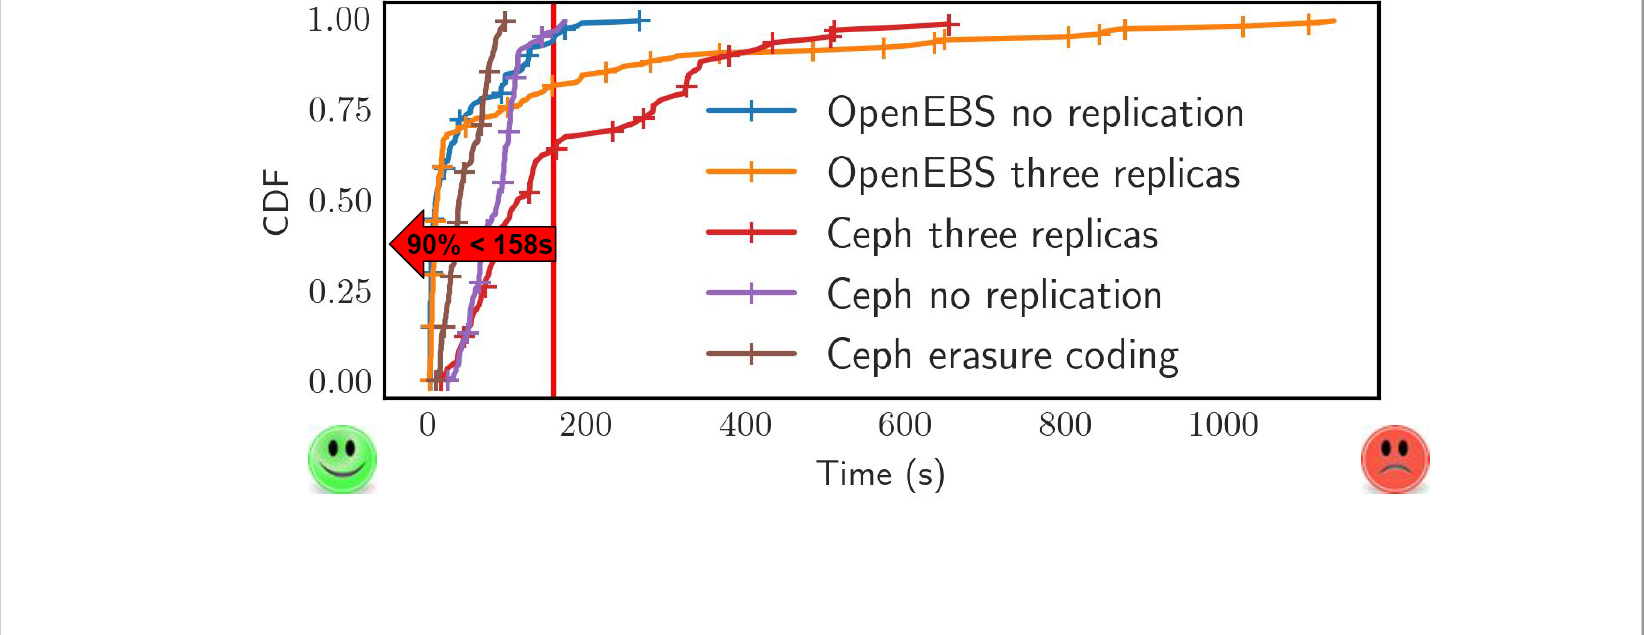 1.00
0.75
0.50
0.25
0.00
CDF
90% < 158s
OpenEBS no replication
OpenEBS three replicas
Ceph three replicas
Ceph no replication
Ceph erasure coding
0 200 400 600 800 1000
Time (s)